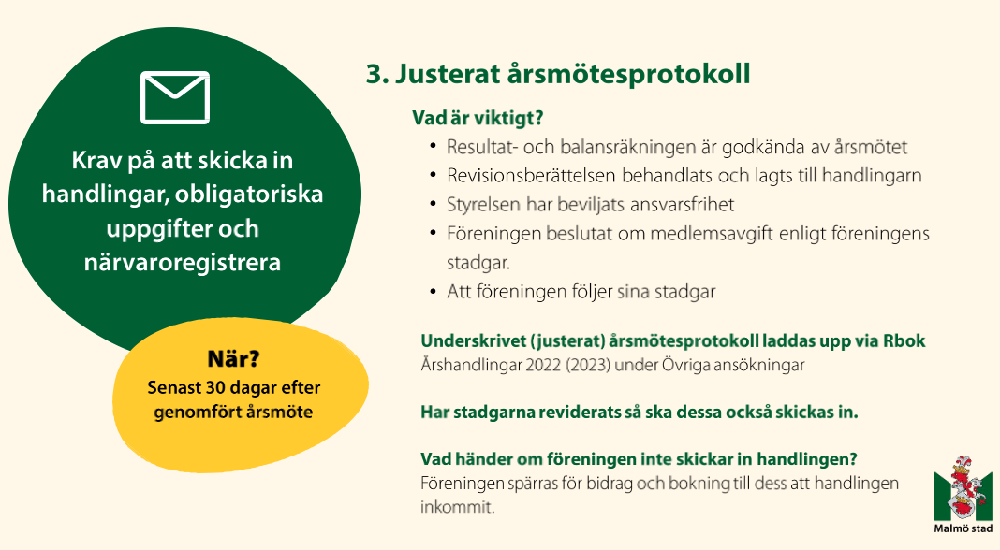 Krav på att skicka in
handlingar, obligatoriska
uppgifter och
närvaroregistrera
När?
Senast 30 dagar efter
genomfört årsmöte
3. Justerat årsmötesprotokoll
Vad är viktigt?
• Resultat- och balansräkningen är godkända av årsmötet
• Revisionsberättelsen behandlats och lagts till handlingarn
• Styrelsen har beviljats ansvarsfrihet
• Föreningen beslutat om medlemsavgift enligt föreningens
stadgar.
• Att föreningen följer sina stadgar
Underskrivet (justerat) årsmötesprotokoll laddas upp via Rbok
Årshandlingar 2022 (2023) under Övriga ansökningar
Har stadgarna reviderats så ska dessa också skickas in.
Vad händer om föreningen inte skickar in handlingen?
Föreningen spärras för bidrag och bokning till dess att handlingen
inkommit.
Malmö stad